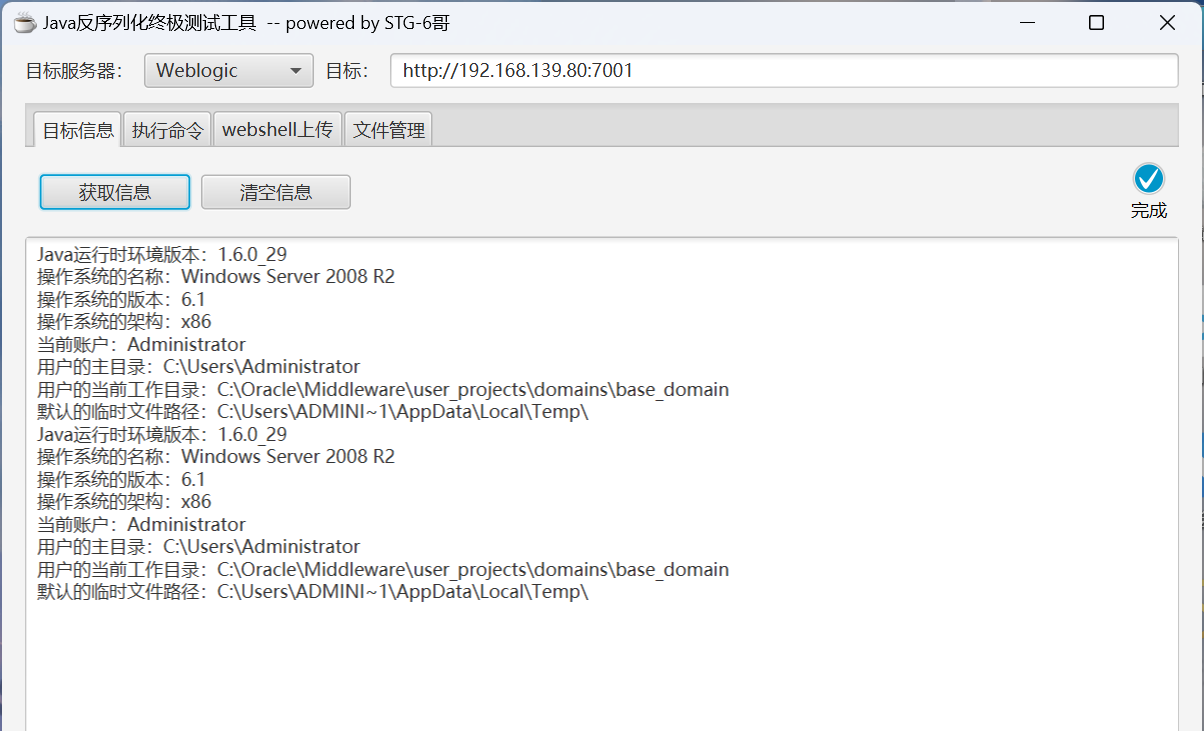 Java反序列化终极测试工具 -- powered by STG-6哥
目标服务器： Weblogic 目标： http://192.168.139.80:7001
目标信息 执行命令 webshell上传 文件管理
获取信息 清空信息
完成
Java运行时环境版本：1.6.0_29
操作系统的名称：Windows Server 2008 R2
操作系统的版本：6.1
操作系统的架构：x86
当前账户：Administrator
用户的主目录：C:\Users\Administrator
用户的当前工作目录：C:\Oracle\Middleware\user_projects\domains\base_domain
默认的临时文件路径：C:\Users\ADMINI~1\AppData\Local\Temp\
Java运行时环境版本：1.6.0_29
操作系统的名称：Windows Server 2008 R2
操作系统的版本：6.1
操作系统的架构：x86
当前账户：Administrator
用户的主目录：C:\Users\Administrator
用户的当前工作目录：C:\Oracle\Middleware\user_projects\domains\base_domain
默认的临时文件路径：C:\Users\ADMINI~1\AppData\Local\Temp\